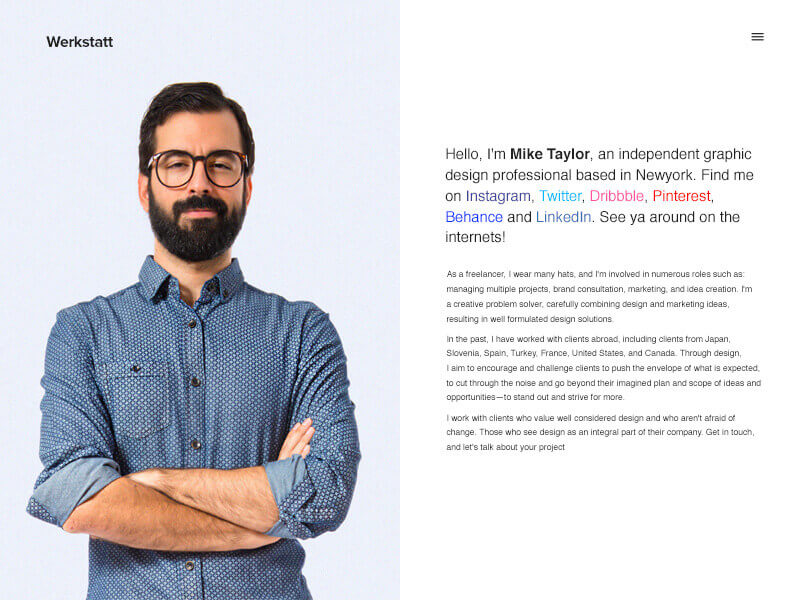 Werkstatt
Hello, I'm Mike Taylor, an independent graphic
design professional based in Newyork. Find me
on Instagram, Twitter, Dribbble, Pinterest,
Behance and LinkedIn. See ya around on the
internets!
As a freelancer, I wear many hats, and I'm involved in numerous roles such as:
managing multiple projects, brand consultation, marketing, and idea creation. I'm
a creative problem solver, carefully combining design and marketing ideas,
resulting in well formulated design solutions.
In the past, I have worked with clients abroad, including clients from Japan,
Slovenia, Spain, Turkey, France, United States, and Canada. Through design,
I aim to encourage and challenge clients to push the envelope of what is expected,
to cut through the noise and go beyond their imagined plan and scope of ideas and
opportunities—to stand out and strive for more.
I work with clients who value well considered design and who aren't afraid of
change. Those who see design as an integral part of their company. Get in touch,
and let's talk about your project